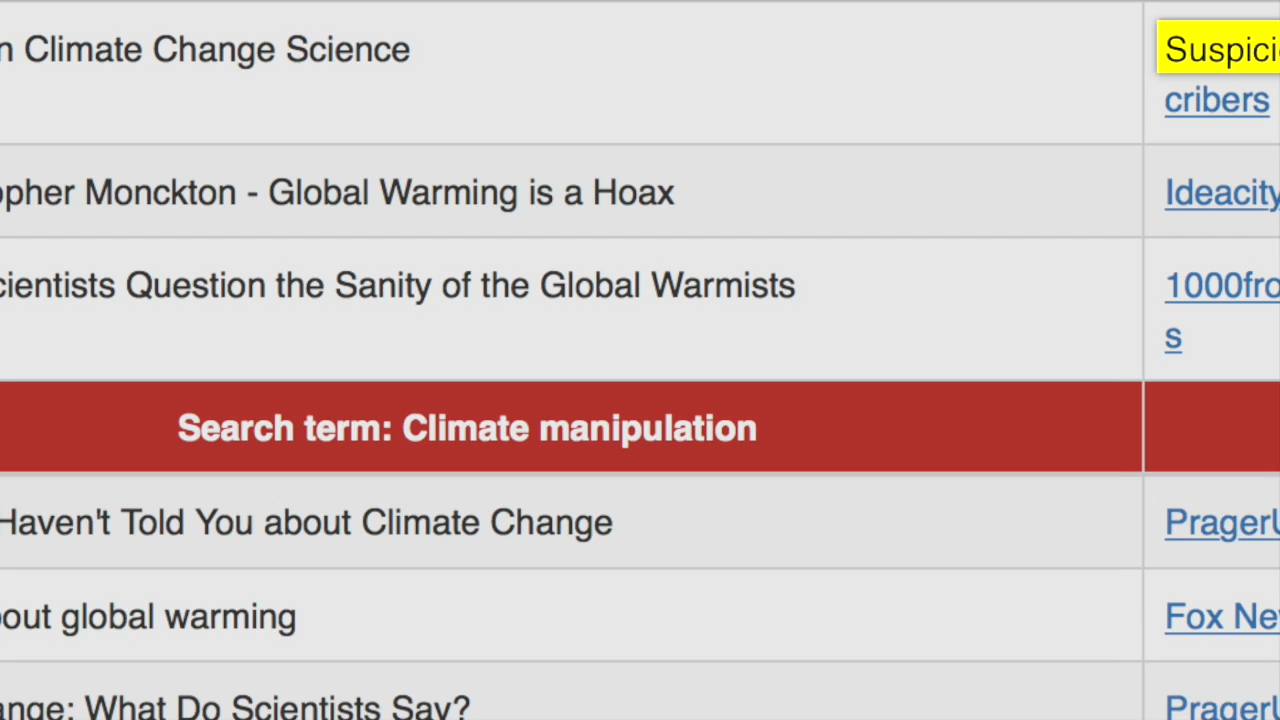 n Climate Change Science
Suspici
cribers
opher Monckton - Global Warming is a Hoax
Ideacity
cientists Question the Sanity of the Global Warmists
1000fro
s
Search term: Climate manipulation
Haven't Told You about Climate Change
PragerU
bout global warming
Fox Ne
ange: What Do Scientists Say?
PragerU